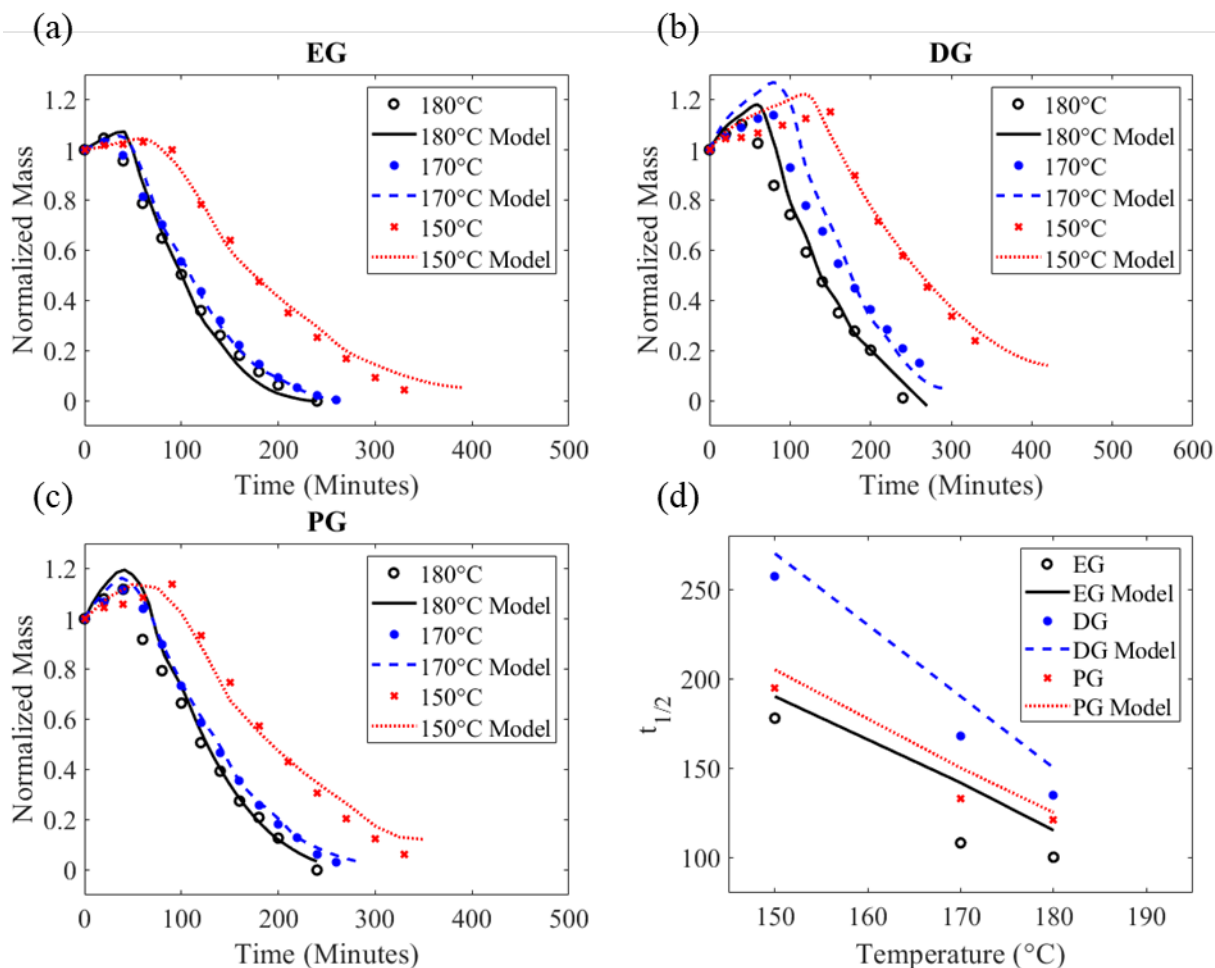 (a)
EG
180°C
180°C Model
170°C
170°C Model
150°C
150°C Model
Normalized Mass
1.2
1
0.8
0.6
0.4
0.2
0
0 100 200 300 400 500
Time (Minutes)
(b)
DG
180°C
180°C Model
170°C
170°C Model
150°C
150°C Model
Normalized Mass
1.2
1
0.8
0.6
0.4
0.2
0
0 100 200 300 400 500 600
Time (Minutes)
(c)
PG
180°C
180°C Model
170°C
170°C Model
150°C
150°C Model
Normalized Mass
1.2
1
0.8
0.6
0.4
0.2
0
0 100 200 300 400 500
Time (Minutes)
(d)
EG
EG Model
DG
DG Model
PG
PG Model
t1/2
250
200
150
100
150 160 170 180 190
Temperature (°C)